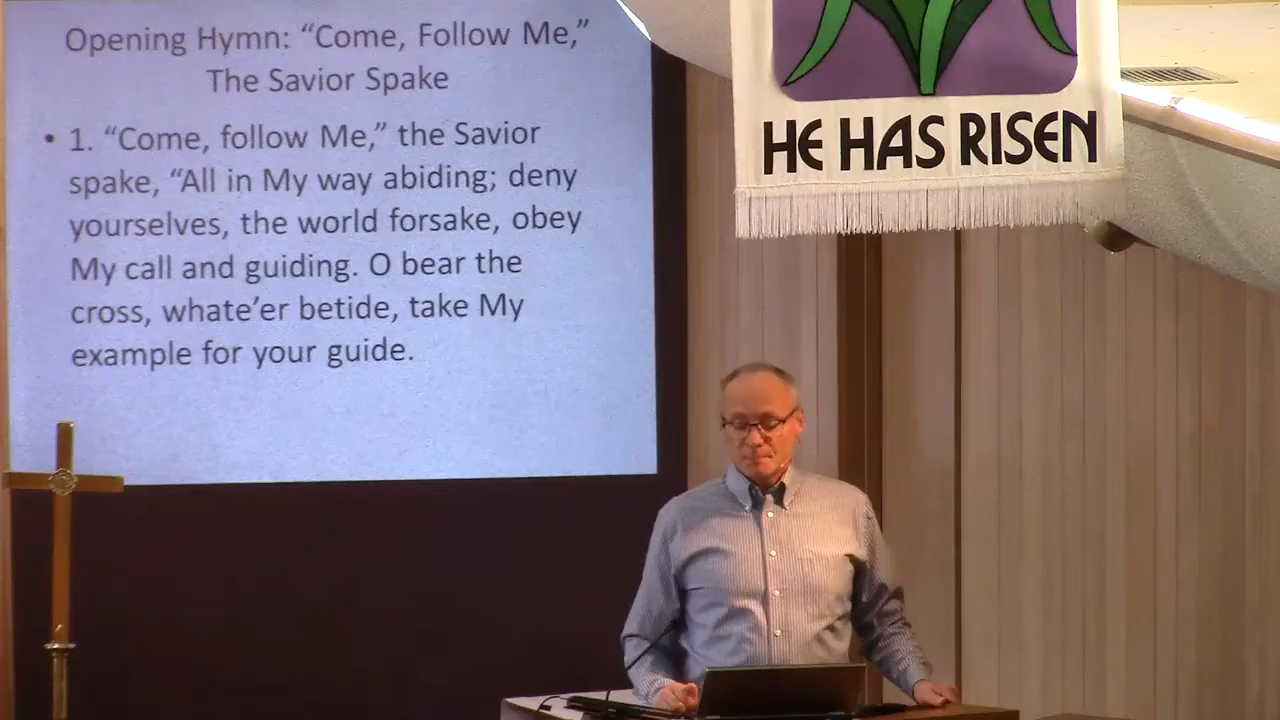 Opening Hymn: “Come, Follow Me,”
The Savior Spake
• 1. “Come, follow Me,” the Savior
spake, “All in My way abiding; deny
yourselves, the world forsake, obey
My call and guiding. O bear the
cross, whate’er betide, take My
example for your guide.
HE HAS RISEN